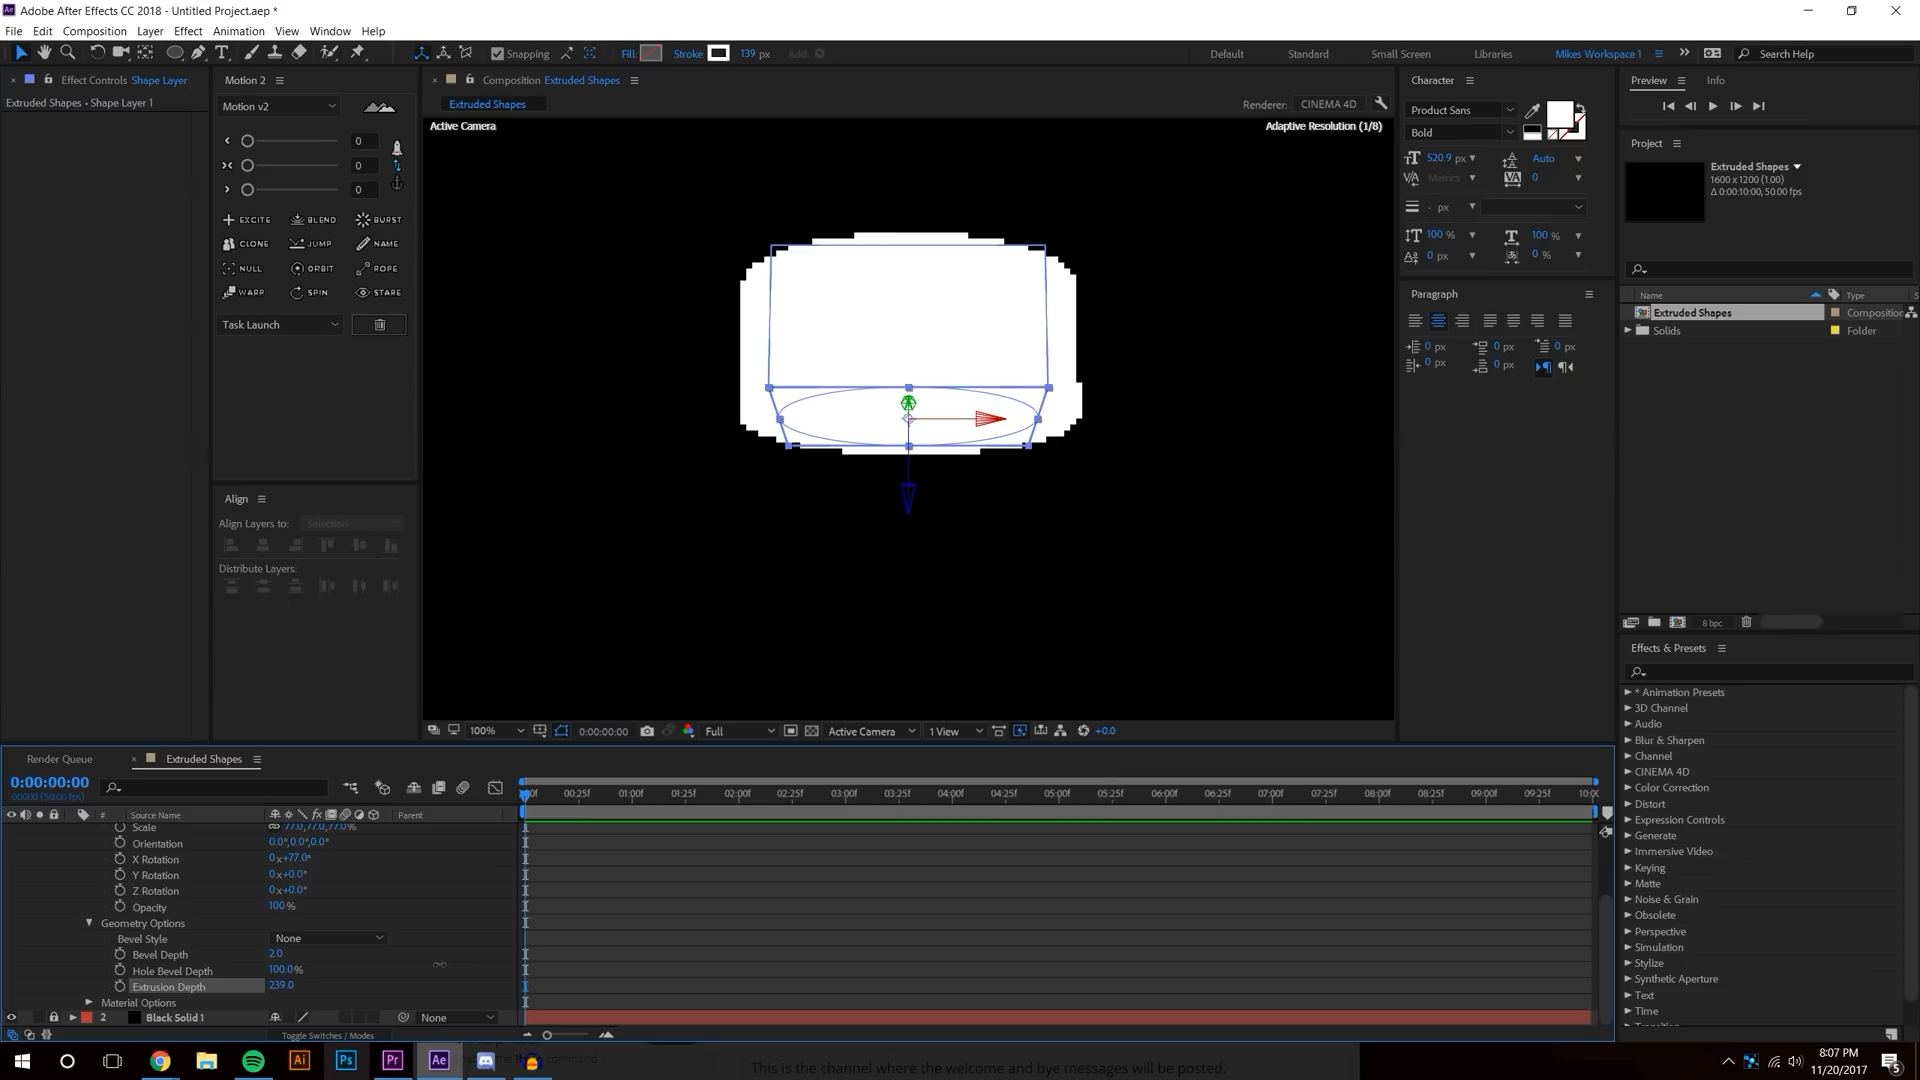 Adobe After Effects CC 2018 - Untitled Project.aep *
File Edit Composition Layer Effect Animation View Window Help
Snapping Fill: Stroke: 139 px Add: Default Standard Small Screen Libraries Mikes Workspace 1 Search Help
Effect Controls Shape Layer
Extruded Shapes • Shape Layer 1
Motion 2
Motion v2
0
0
0
EXCITE BLEND BURST
CLONE JUMP NAME
NULL ORBIT ROPE
WARP SPIN STARE
Task Launch
Align
Align Layers to: Selection
Distribute Layers:
Composition Extruded Shapes
Extruded Shapes Renderer: CINEMA 4D
Active Camera Adaptive Resolution (1/8)
100% 0:00:00:00 Full Active Camera 1 View +0.0
Character
Product Sans
Bold
520.9 px Auto
Metrics 0
- px
100 % 100 %
0 px 0 %
Paragraph
0 px 0 px 0 px
0 px 0 px
Preview Info
Project
Extruded Shapes
1600 x 1200 (1.00)
Δ 0:00:10:00, 50.00 fps
Name Type S
Extruded Shapes Composition
Solids Folder
8 bpc
Effects & Presets
* Animation Presets
3D Channel
Audio
Blur & Sharpen
Channel
CINEMA 4D
Color Correction
Distort
Expression Controls
Generate
Immersive Video
Keying
Matte
Noise & Grain
Obsolete
Perspective
Simulation
Stylize
Synthetic Aperture
Text
Time
Render Queue Extruded Shapes
0:00:00:00
00000 (50.00 fps)
00:25f 01:00f 01:25f 02:00f 02:25f 03:00f 03:25f 04:00f 04:25f 05:00f 05:25f 06:00f 06:25f 07:00f 07:25f 08:00f 08:25f 09:00f 09:25f 10:00
# Source Name Parent
Scale 77.0,77.0,77.0%
Orientation 0.0°,0.0°,0.0°
X Rotation 0x+77.0°
Y Rotation 0x+0.0°
Z Rotation 0x+0.0°
Opacity 100%
Geometry Options
Bevel Style None
Bevel Depth 2.0
Hole Bevel Depth 100.0%
Extrusion Depth 239.0
Material Options
2 Black Solid 1 None
Toggle Switches / Modes
command
This is the channel where the welcome and bye messages will be posted.
8:07 PM
11/20/2017
5